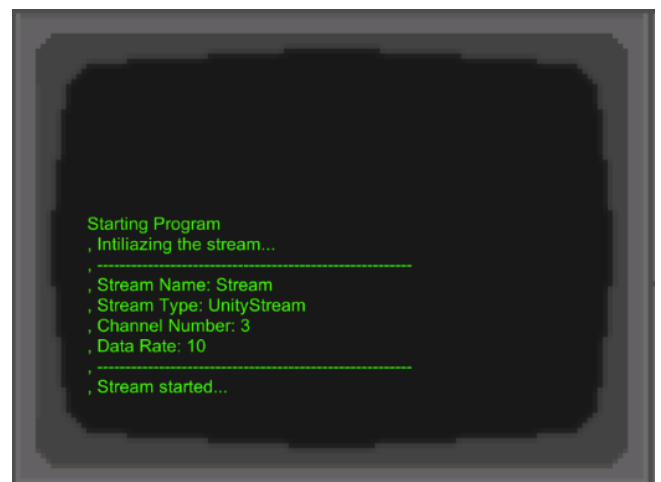 Starting Program
, Intiliazing the stream...
, --------------------------------------------------------
, Stream Name: Stream
, Stream Type: UnityStream
, Channel Number: 3
, Data Rate: 10
, --------------------------------------------------------
, Stream started...